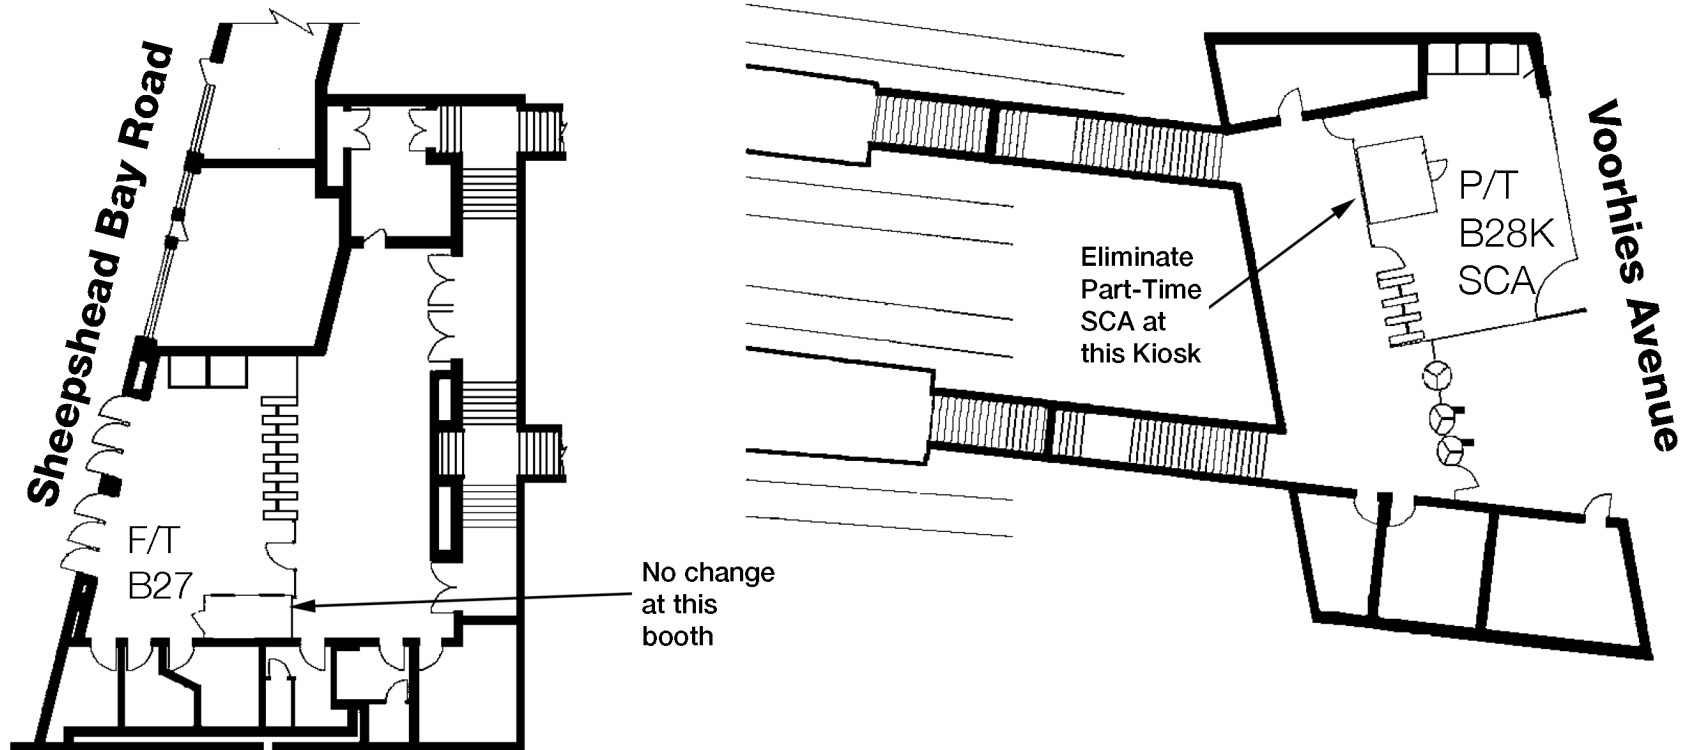 Sheepshead Bay Road
F/T
B27
No change
at this
booth
Eliminate
Part-Time
SCA at
this Kiosk
P/T
B28K
SCA
Voorhies Avenue